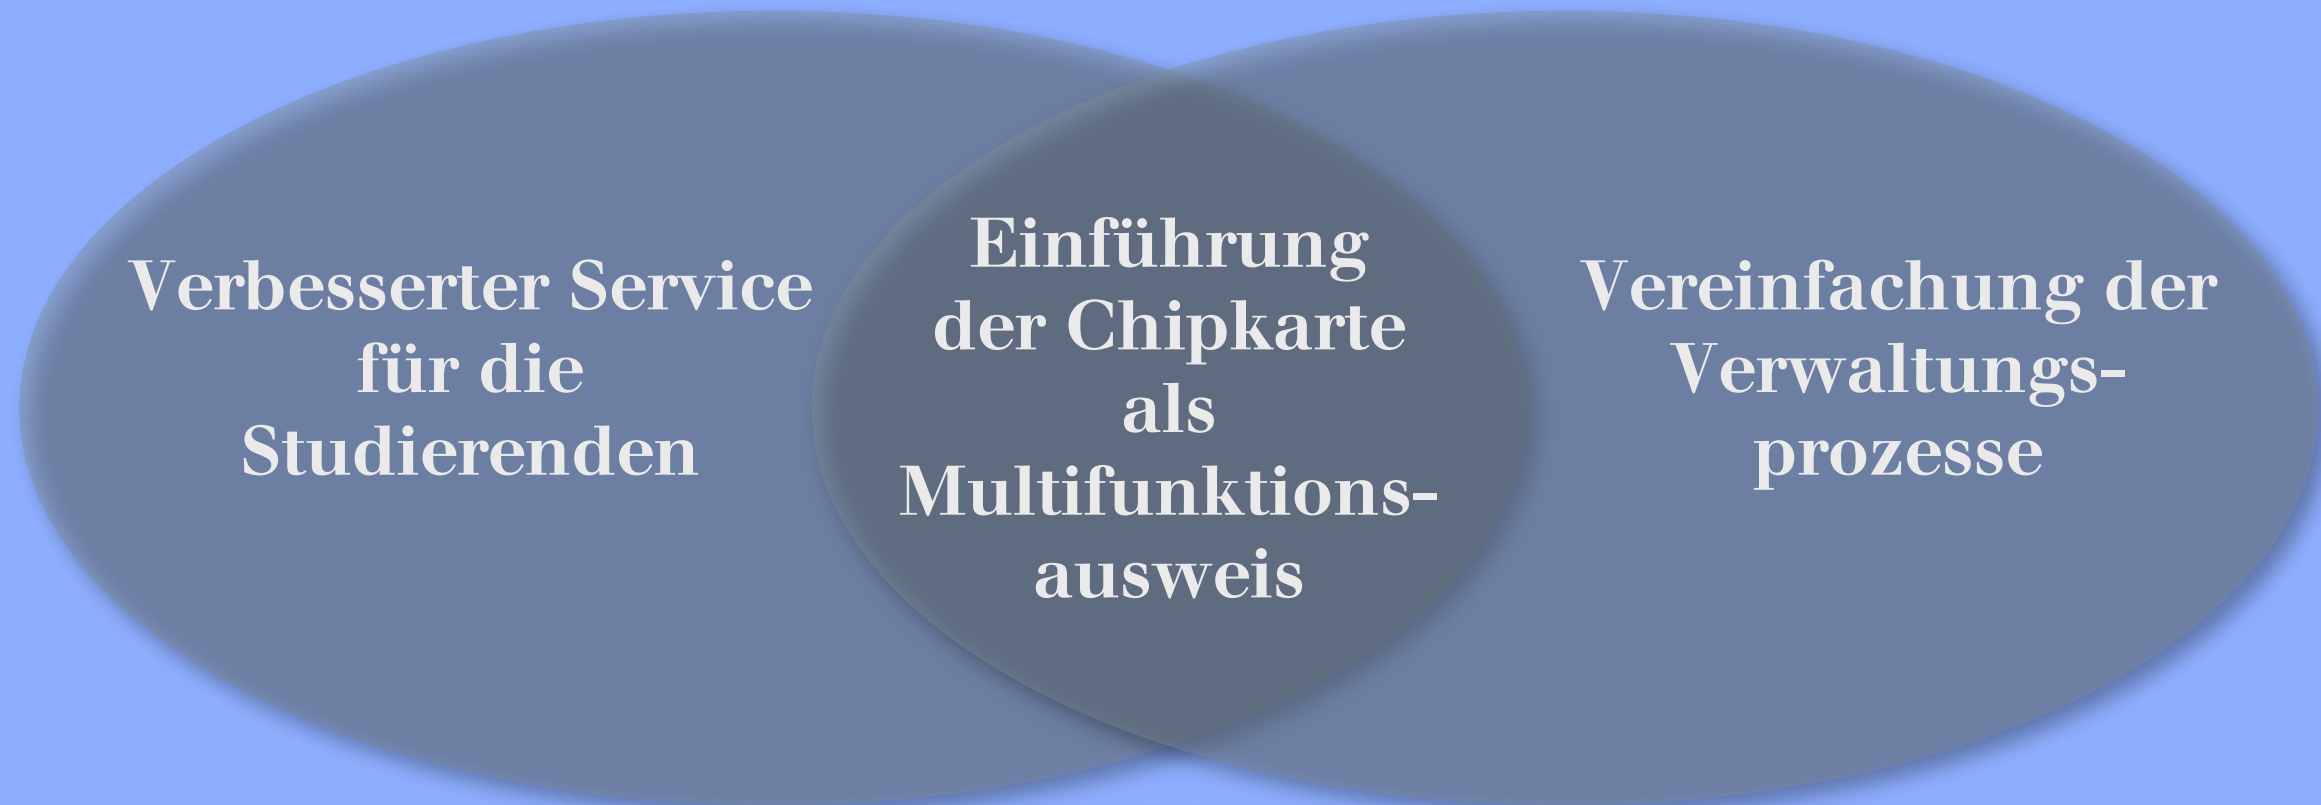 Verbesserter Service
für die
Studierenden
Einführung
der Chipkarte
als
Multifunktions-
ausweis
Vereinfachung der
Verwaltungs-
prozesse